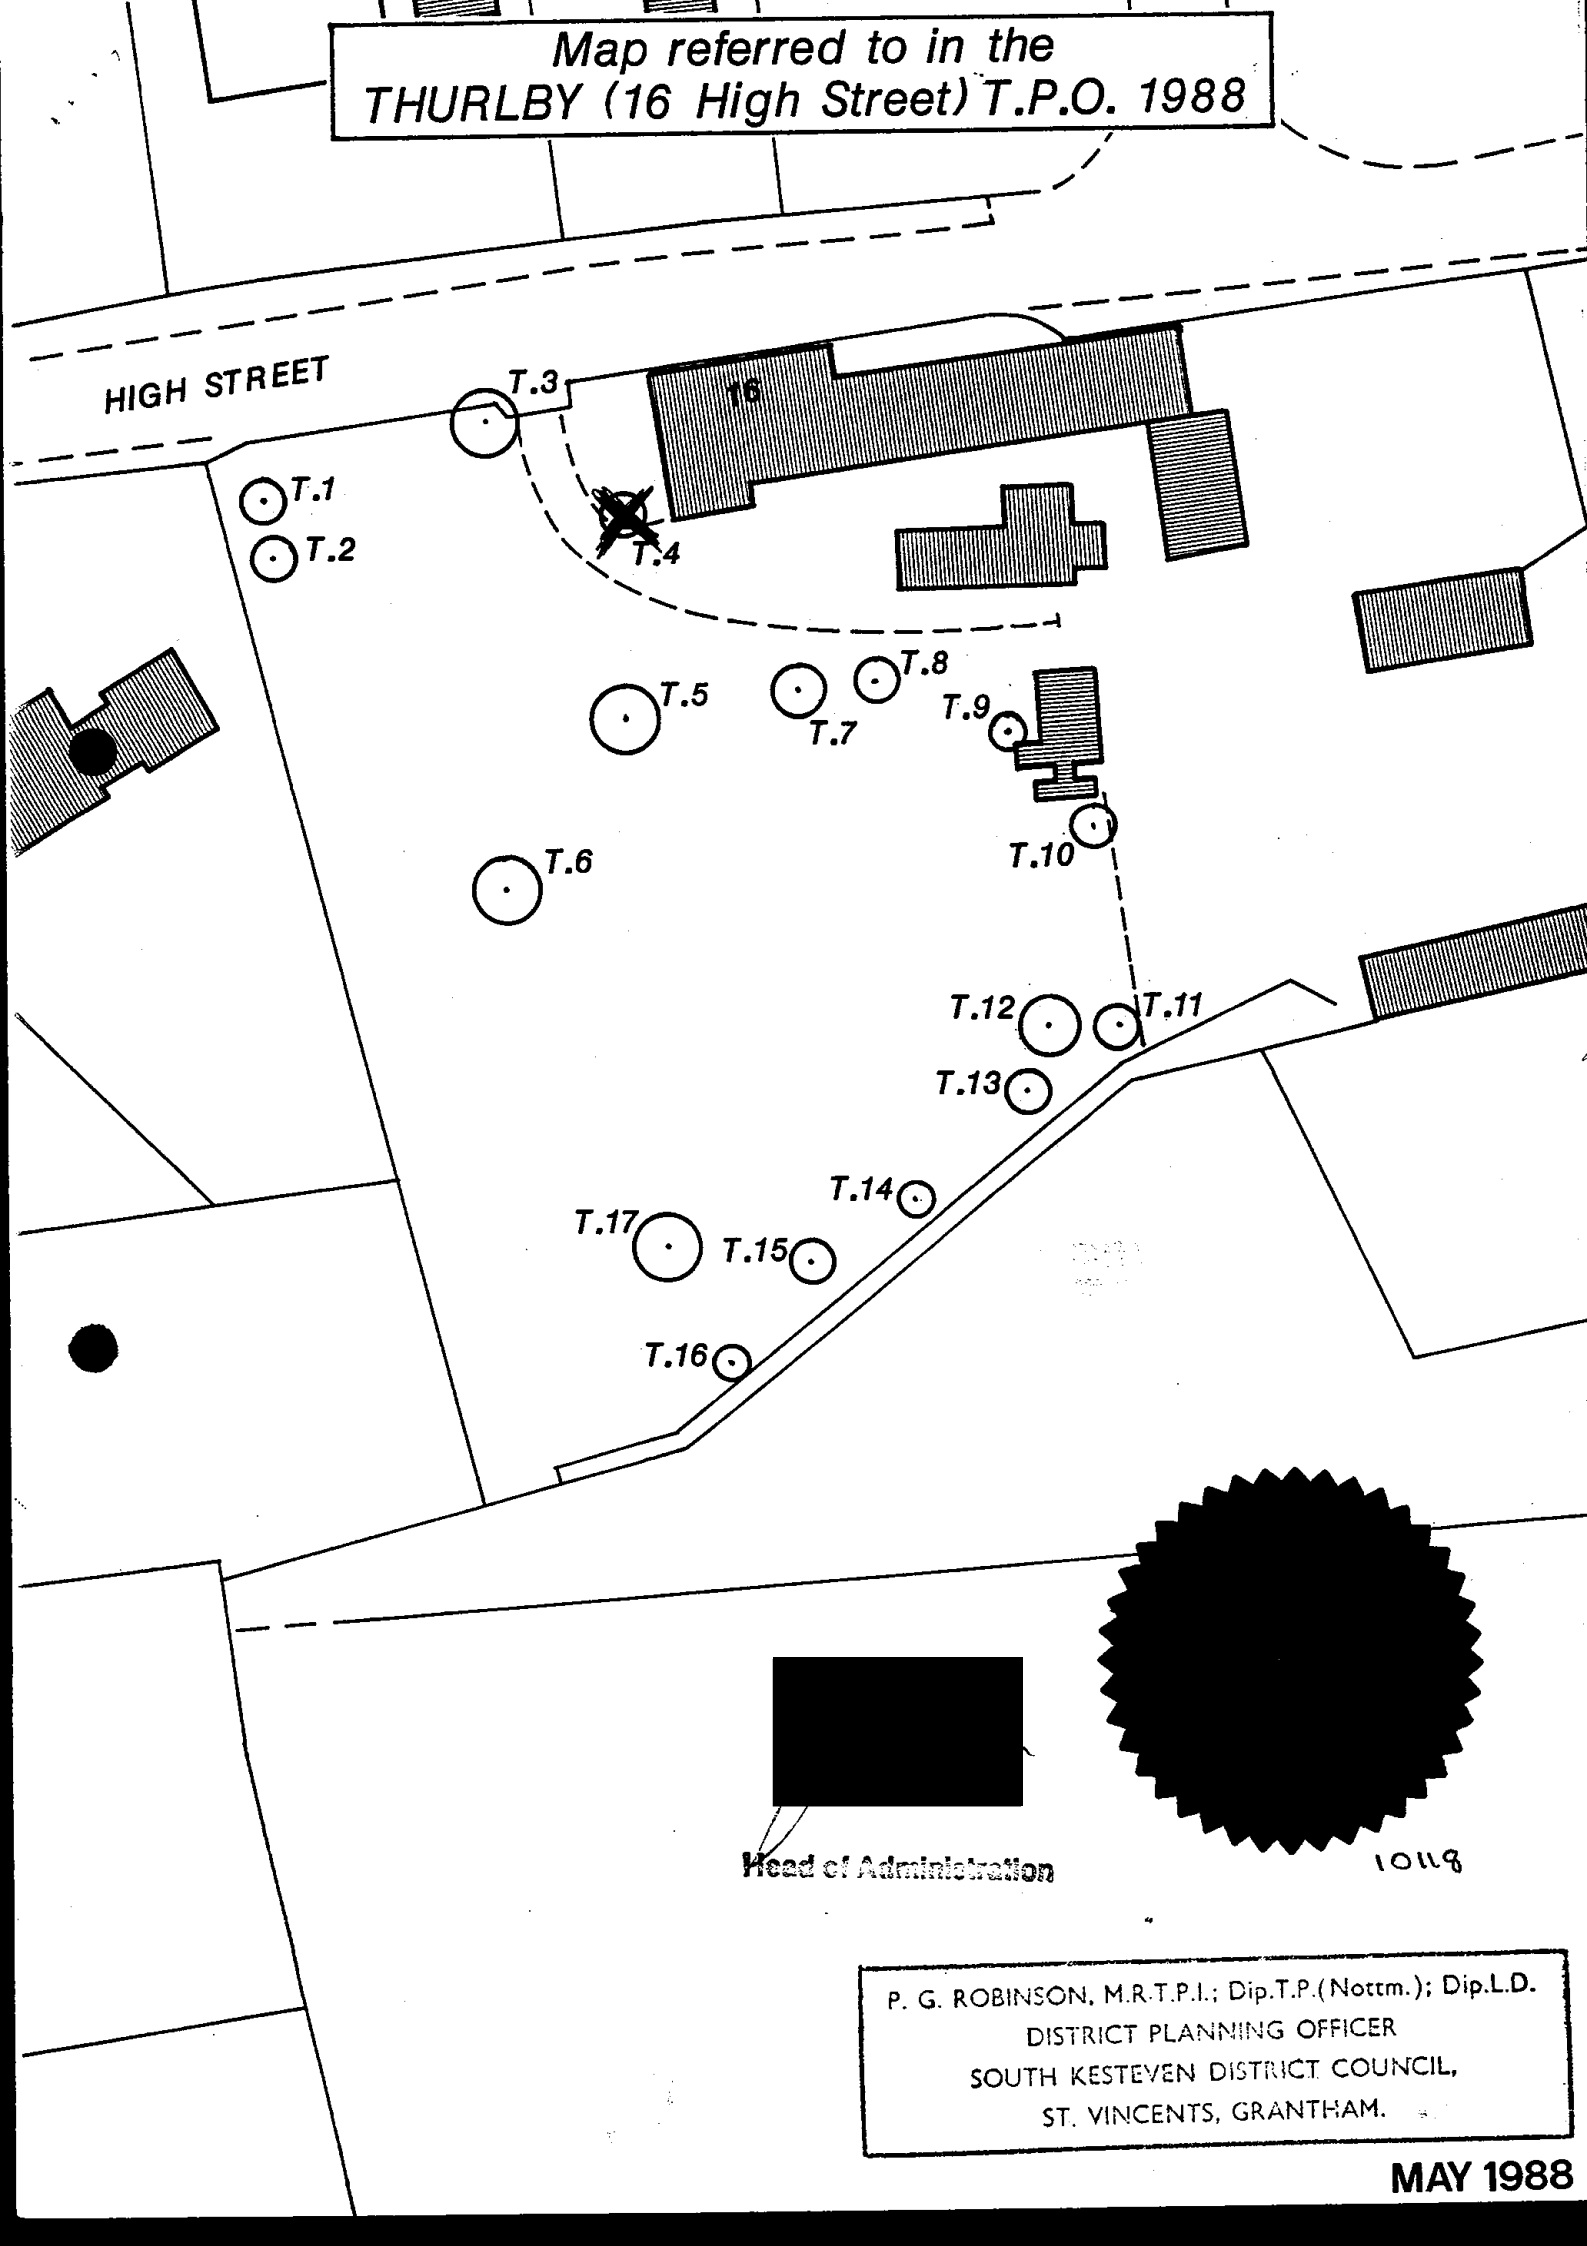 Map referred to in the
THURLBY (16 High Street) T.P.O. 1988
HIGH STREET
T.3
16
T.1
T.4
T.2
T.8
T.5
T.9
T.7
T.10
T.6
T.12
T.11
T.13
T.14
T.17
T.15
T.16
Head of Administration
10118
P. G. ROBINSON, M.R.T.P.I.; Dip.T.P.(Nottm.); Dip.L.D.
DISTRICT PLANNING OFFICER
SOUTH KESTEVEN DISTRICT COUNCIL,
ST. VINCENTS, GRANTHAM.
MAY 1988